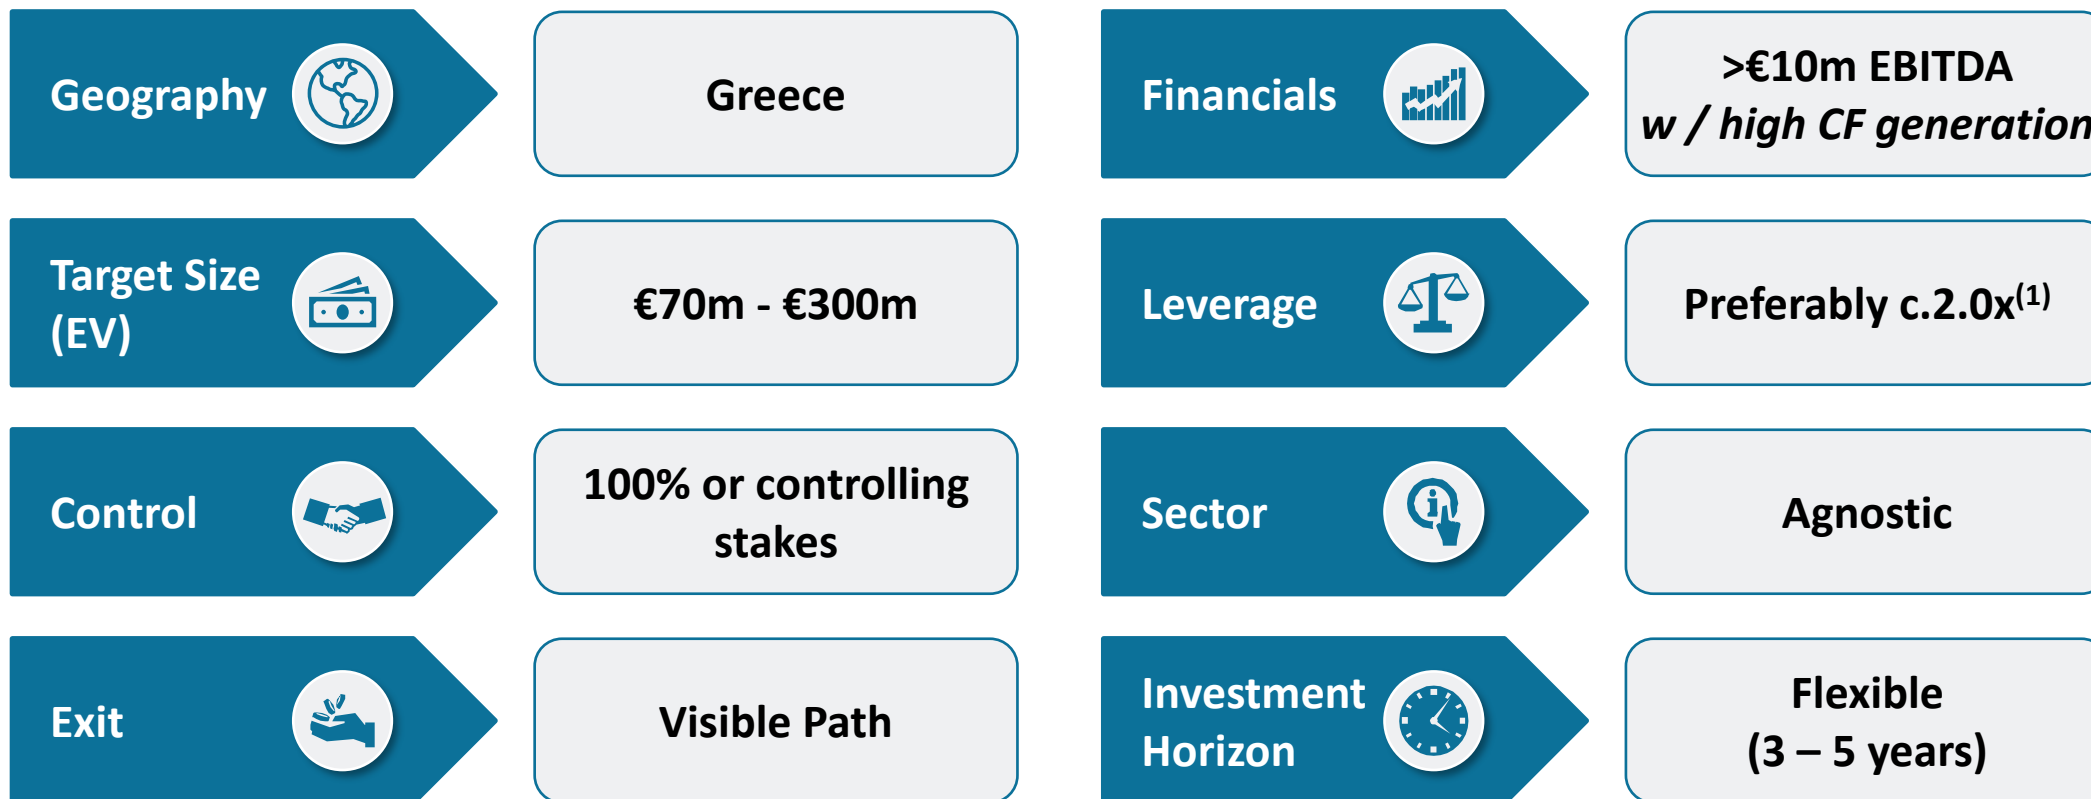 Geography
Greece
Financials
>€10m EBITDA
w / high CF generation
Target Size
(EV)
€70m - €300m
Leverage
Preferably c.2.0x(1)
Control
100% or controlling
stakes
Sector
Agnostic
Exit
Visible Path
Investment
Horizon
Flexible
(3 – 5 years)